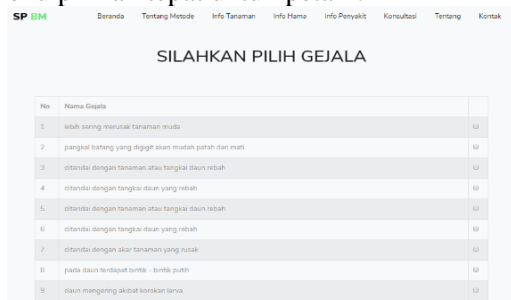 SP BM Beranda Tentang Metode Info Tanaman Info Hama Info Penyakit Konsultasi Tentang Kontak
SILAHKAN PILIH GEJALA
No Nama Gejala
1 lebih sering merusak tanaman muda
2 pangkal batang yang digigit akan mudah patah dan mati
3 ditandai dengan tanaman atau tangkai daun rebah
4 ditandai dengan tangkai daun yang rebah
5 ditandai dengan tanaman atau tangkai daun rebah
6 ditandai dengan tangkai daun yang rebah
7 ditandai dengan akar tanaman yang rusak
8 pada daun terdapat bintik - bintik putih
9 daun mengering akibat korokan larva